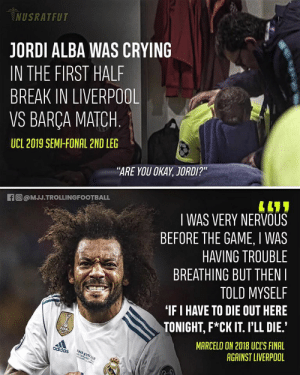 NUSRATFUT
JORDI ALBA WAS CRYING
IN THE FIRST HALF
BREAK IN LIVERPOOL
VS BARÇA MATCH.
UCL 2019 SEMI-FONAL 2ND LEG
"ARE YOU OKAY, JORDI?"
@MJJ.TROLLINGFOOTBALL
I WAS VERY NERVOUS
BEFORE THE GAME, I WAS
HAVING TROUBLE
BREATHING BUT THEN I
TOLD MYSELF
'IF I HAVE TO DIE OUT HERE
TONIGHT, F*CK IT. I'LL DIE.'
MARCELO ON 2018 UCL'S FINAL
AGAINST LIVERPOOL
adidas